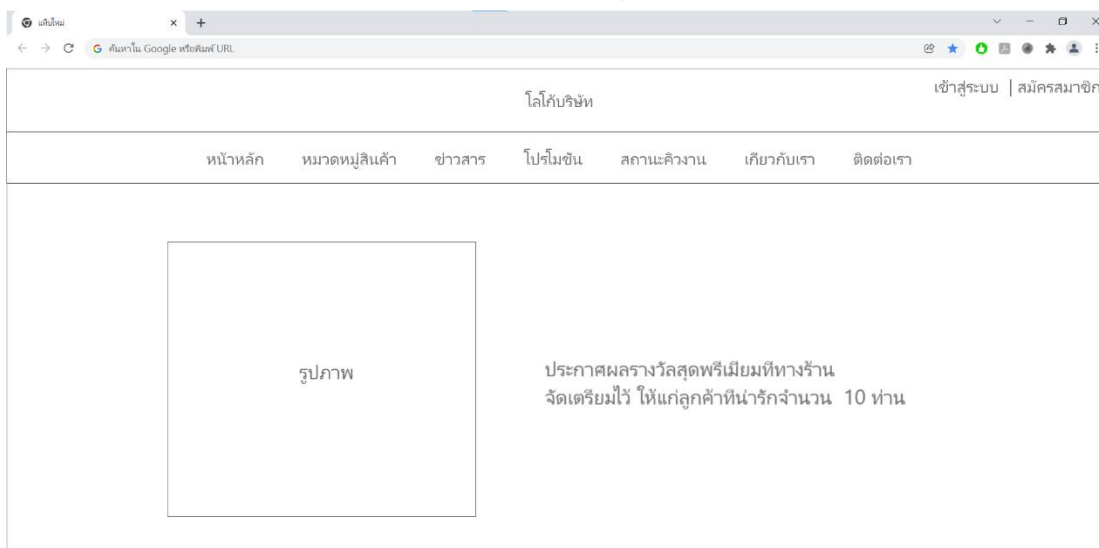 แท็บใหม่
ค้นหาใน Google หรือพิมพ์ URL
เข้าสู่ระบบ | สมัครสมาชิก
โลโก้บริษัท
หน้าหลัก หมวดหมู่สินค้า ข่าวสาร โปรโมชัน สถานะคิวงาน เกียวกับเรา ติดต่อเรา
รูปภาพ
ประกาศผลรางวัลสุดพรีเมียมทีทางร้าน
จัดเตรียมไว้ ให้แก่ลูกค้าทีน่ารักจำนวน 10 ท่าน